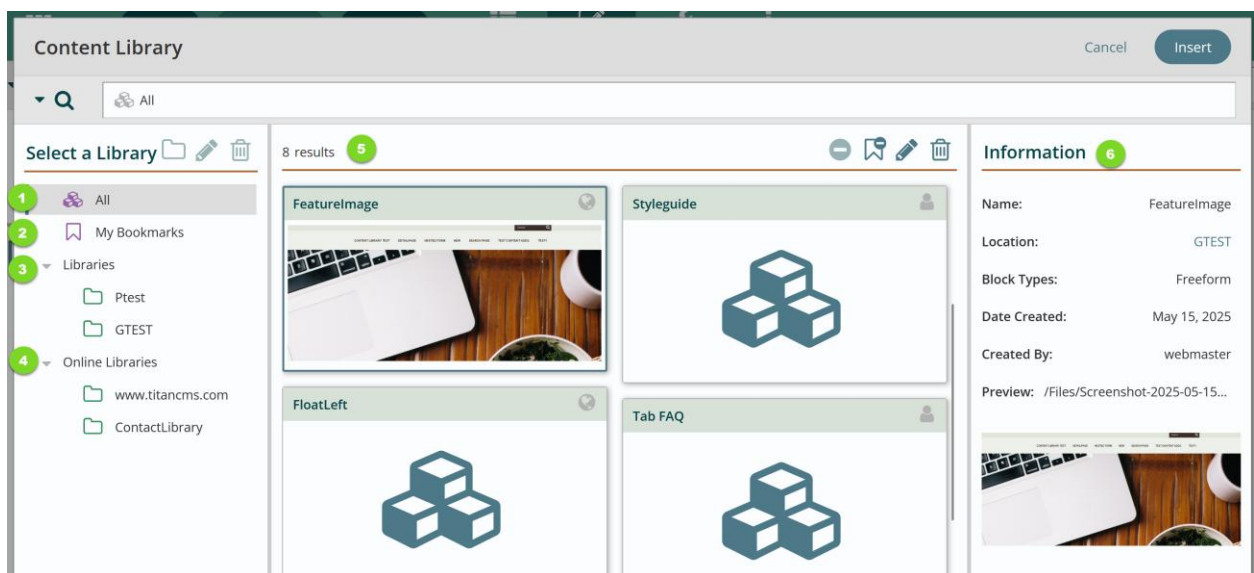 Content Library
Cancel
Insert
All
Select a Library
8 results
5
Information
6
1
All
2
My Bookmarks
3
Libraries
Ptest
GTEST
4
Online Libraries
www.titancms.com
ContactLibrary
FeatureImage
Styleguide
FloatLeft
Tab FAQ
Name: FeatureImage
Location: GTEST
Block Types: Freeform
Date Created: May 15, 2025
Created By: webmaster
Preview: /Files/Screenshot-2025-05-15...